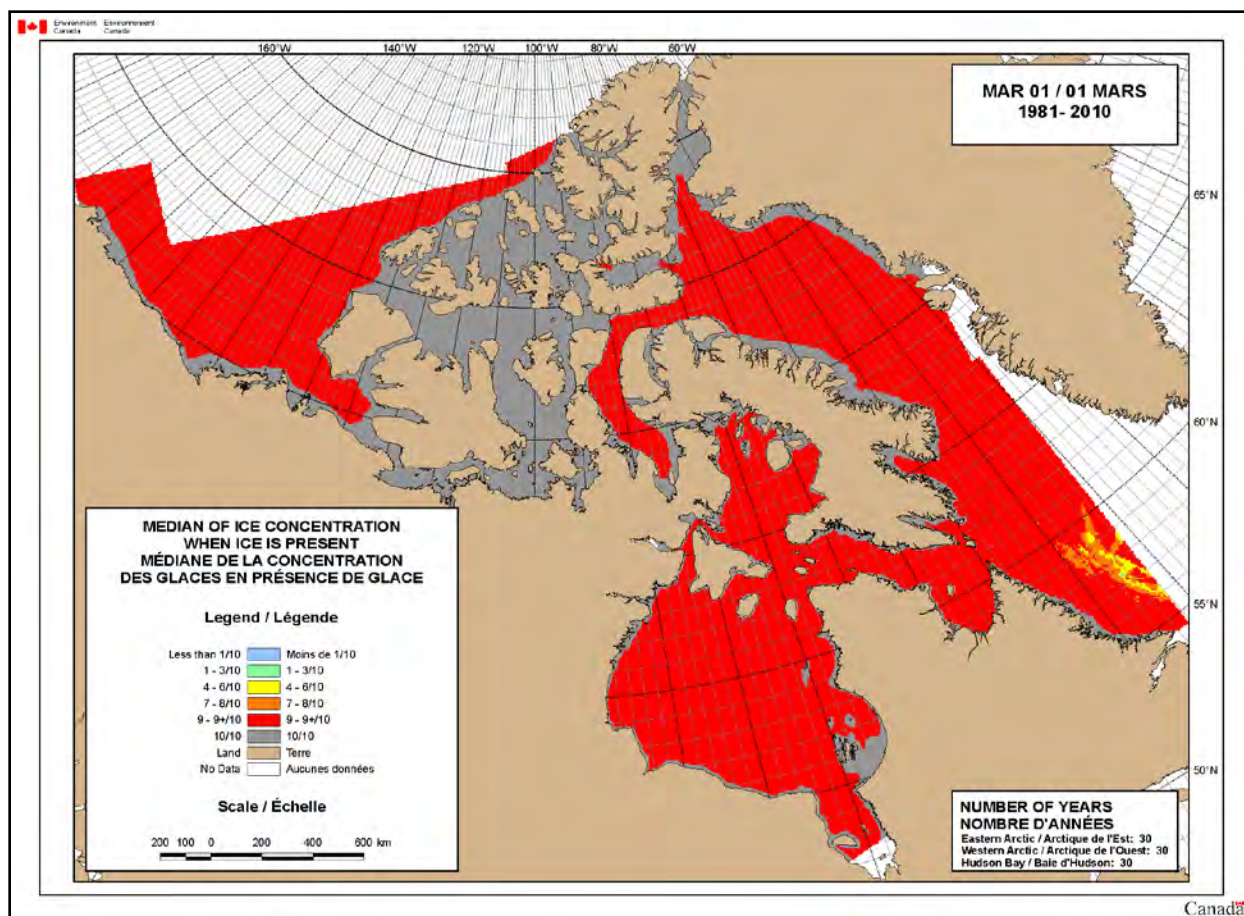 Environment Environnement
Canada Canada
160°W 140°W 120°W 100°W 80°W 60°W
MAR 01 / 01 MARS
1981- 2010
65°N
60°N
55°N
50°N
MEDIAN OF ICE CONCENTRATION
WHEN ICE IS PRESENT
MÉDIANE DE LA CONCENTRATION
DES GLACES EN PRÉSENCE DE GLACE
Legend / Légende
Less than 1/10 Moins de 1/10
1 - 3/10 1 - 3/10
4 - 6/10 4 - 6/10
7 - 8/10 7 - 8/10
9 - 9+/10 9 - 9+/10
10/10 10/10
Land Terre
No Data Aucunes données
Scale / Échelle
200 100 0 200 400 600 km
NUMBER OF YEARS
NOMBRE D'ANNÉES
Eastern Arctic / Arctique de l'Est: 30
Western Arctic / Arctique de l'Ouest: 30
Hudson Bay / Baie d'Hudson: 30
Canada